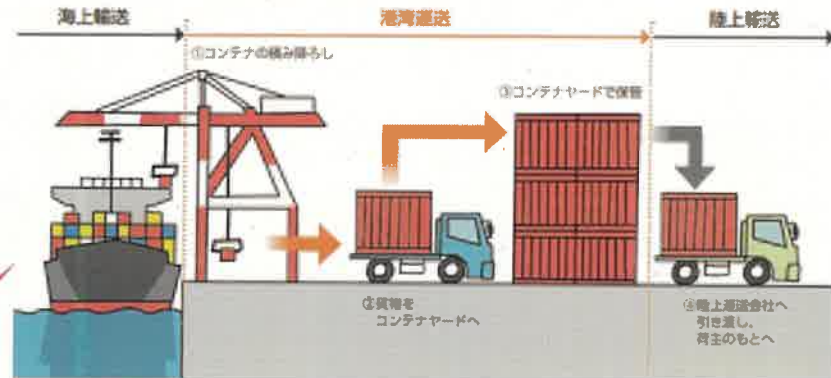 海上輸送
港湾運送
陸上輸送
①コンテナの積み降ろし
③コンテナヤードで保管
②貨物を
コンテナヤードへ
④陸上運送会社へ
引き渡し、
荷主のもとへ